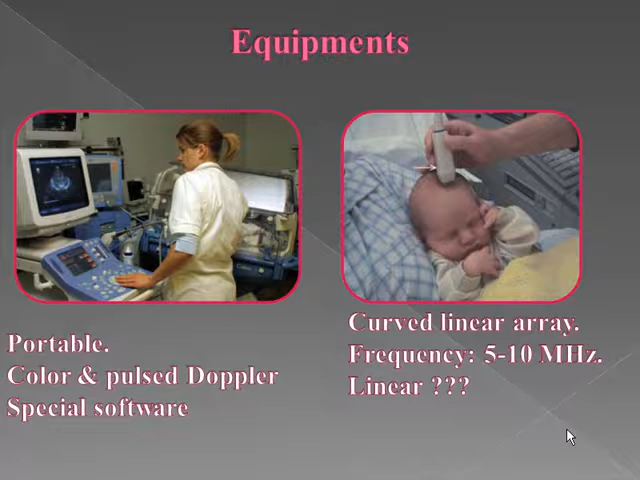 Equipments
Portable.
Color & pulsed Doppler
Special software
Curved linear array.
Frequency: 5-10 MHz.
Linear ???